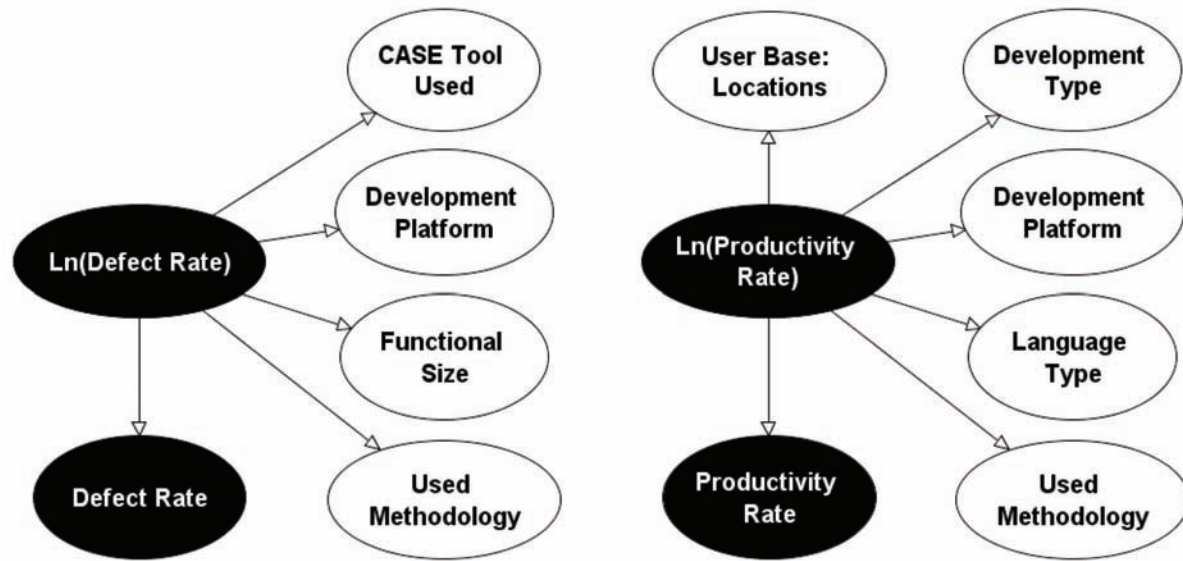 CASE Tool
Used
Development
Platform
Ln(Defect Rate)
Functional
Size
Defect Rate
Used
Methodology
User Base:
Locations
Development
Type
Development
Platform
Ln(Productivity
Rate)
Language
Type
Productivity
Rate
Used
Methodology